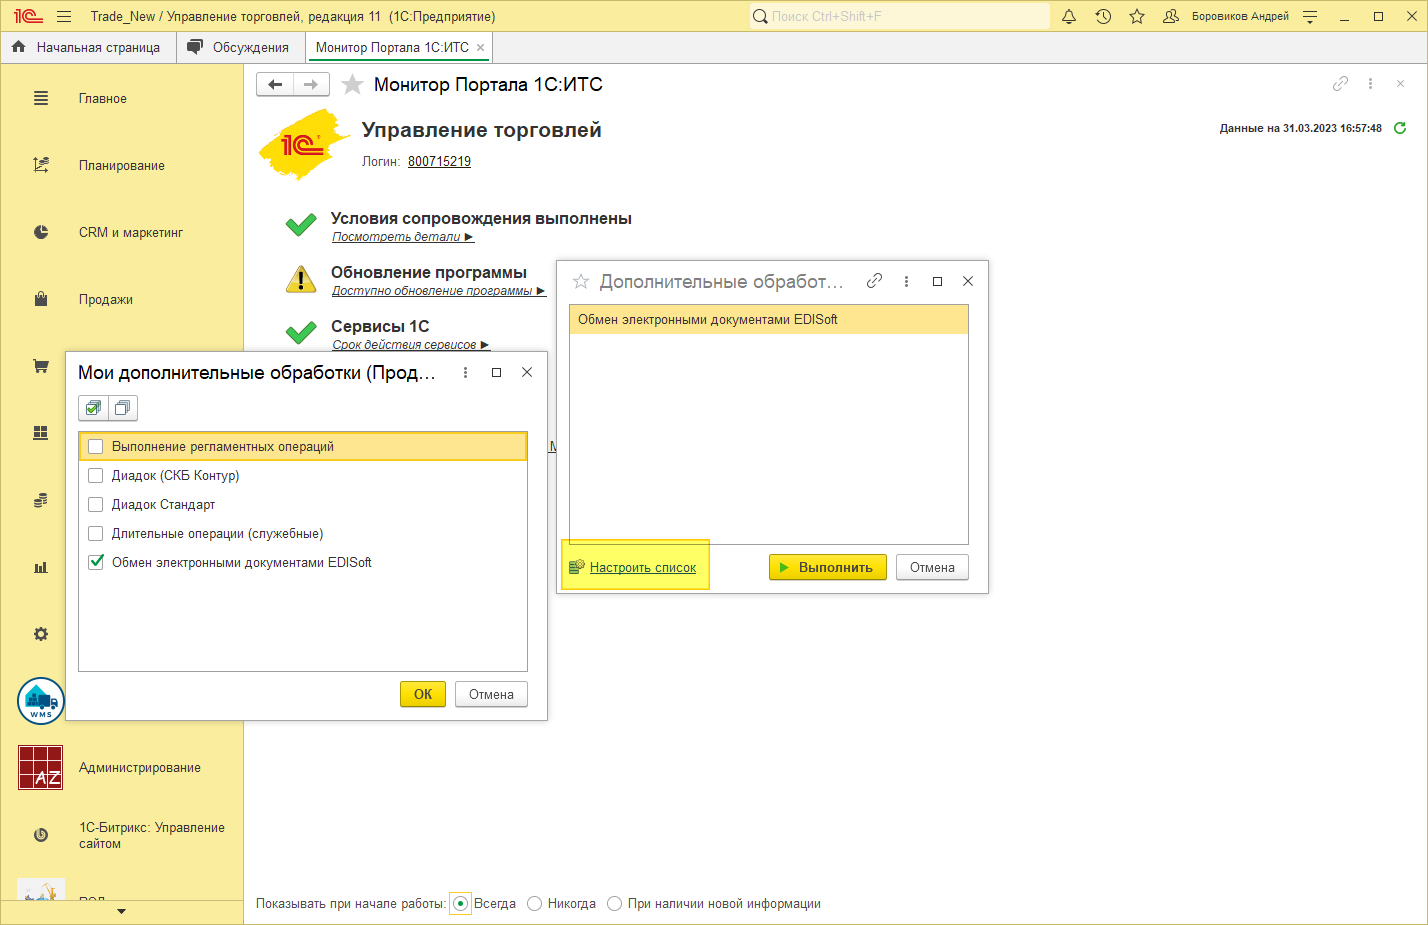 1С Trade_New / Управление торговлей, редакция 11 (1С:Предприятие)
Поиск Ctrl+Shift+F
Боровиков Андрей
Начальная страница
Обсуждения
Монитор Портала 1С:ИТС
Главное
Планирование
CRM и маркетинг
Продажи
WMS
AZ
Администрирование
1С-Битрикс: Управление
сайтом
Монитор Портала 1С:ИТС
1С
Управление торговлей
Логин: 800715219
Данные на 31.03.2023 16:57:48
Условия сопровождения выполнены
Посмотреть детали ►
Обновление программы
Доступно обновление программы ►
Сервисы 1С
Срок действия сервисов ►
Мои дополнительные обработки (Прод...
Выполнение регламентных операций
Диадок (СКБ Контур)
Диадок Стандарт
Длительные операции (служебные)
Обмен электронными документами EDISoft
ОК
Отмена
Дополнительные обработ...
Обмен электронными документами EDISoft
Настроить список
Выполнить
Отмена
Показывать при начале работы: Всегда Никогда При наличии новой информации